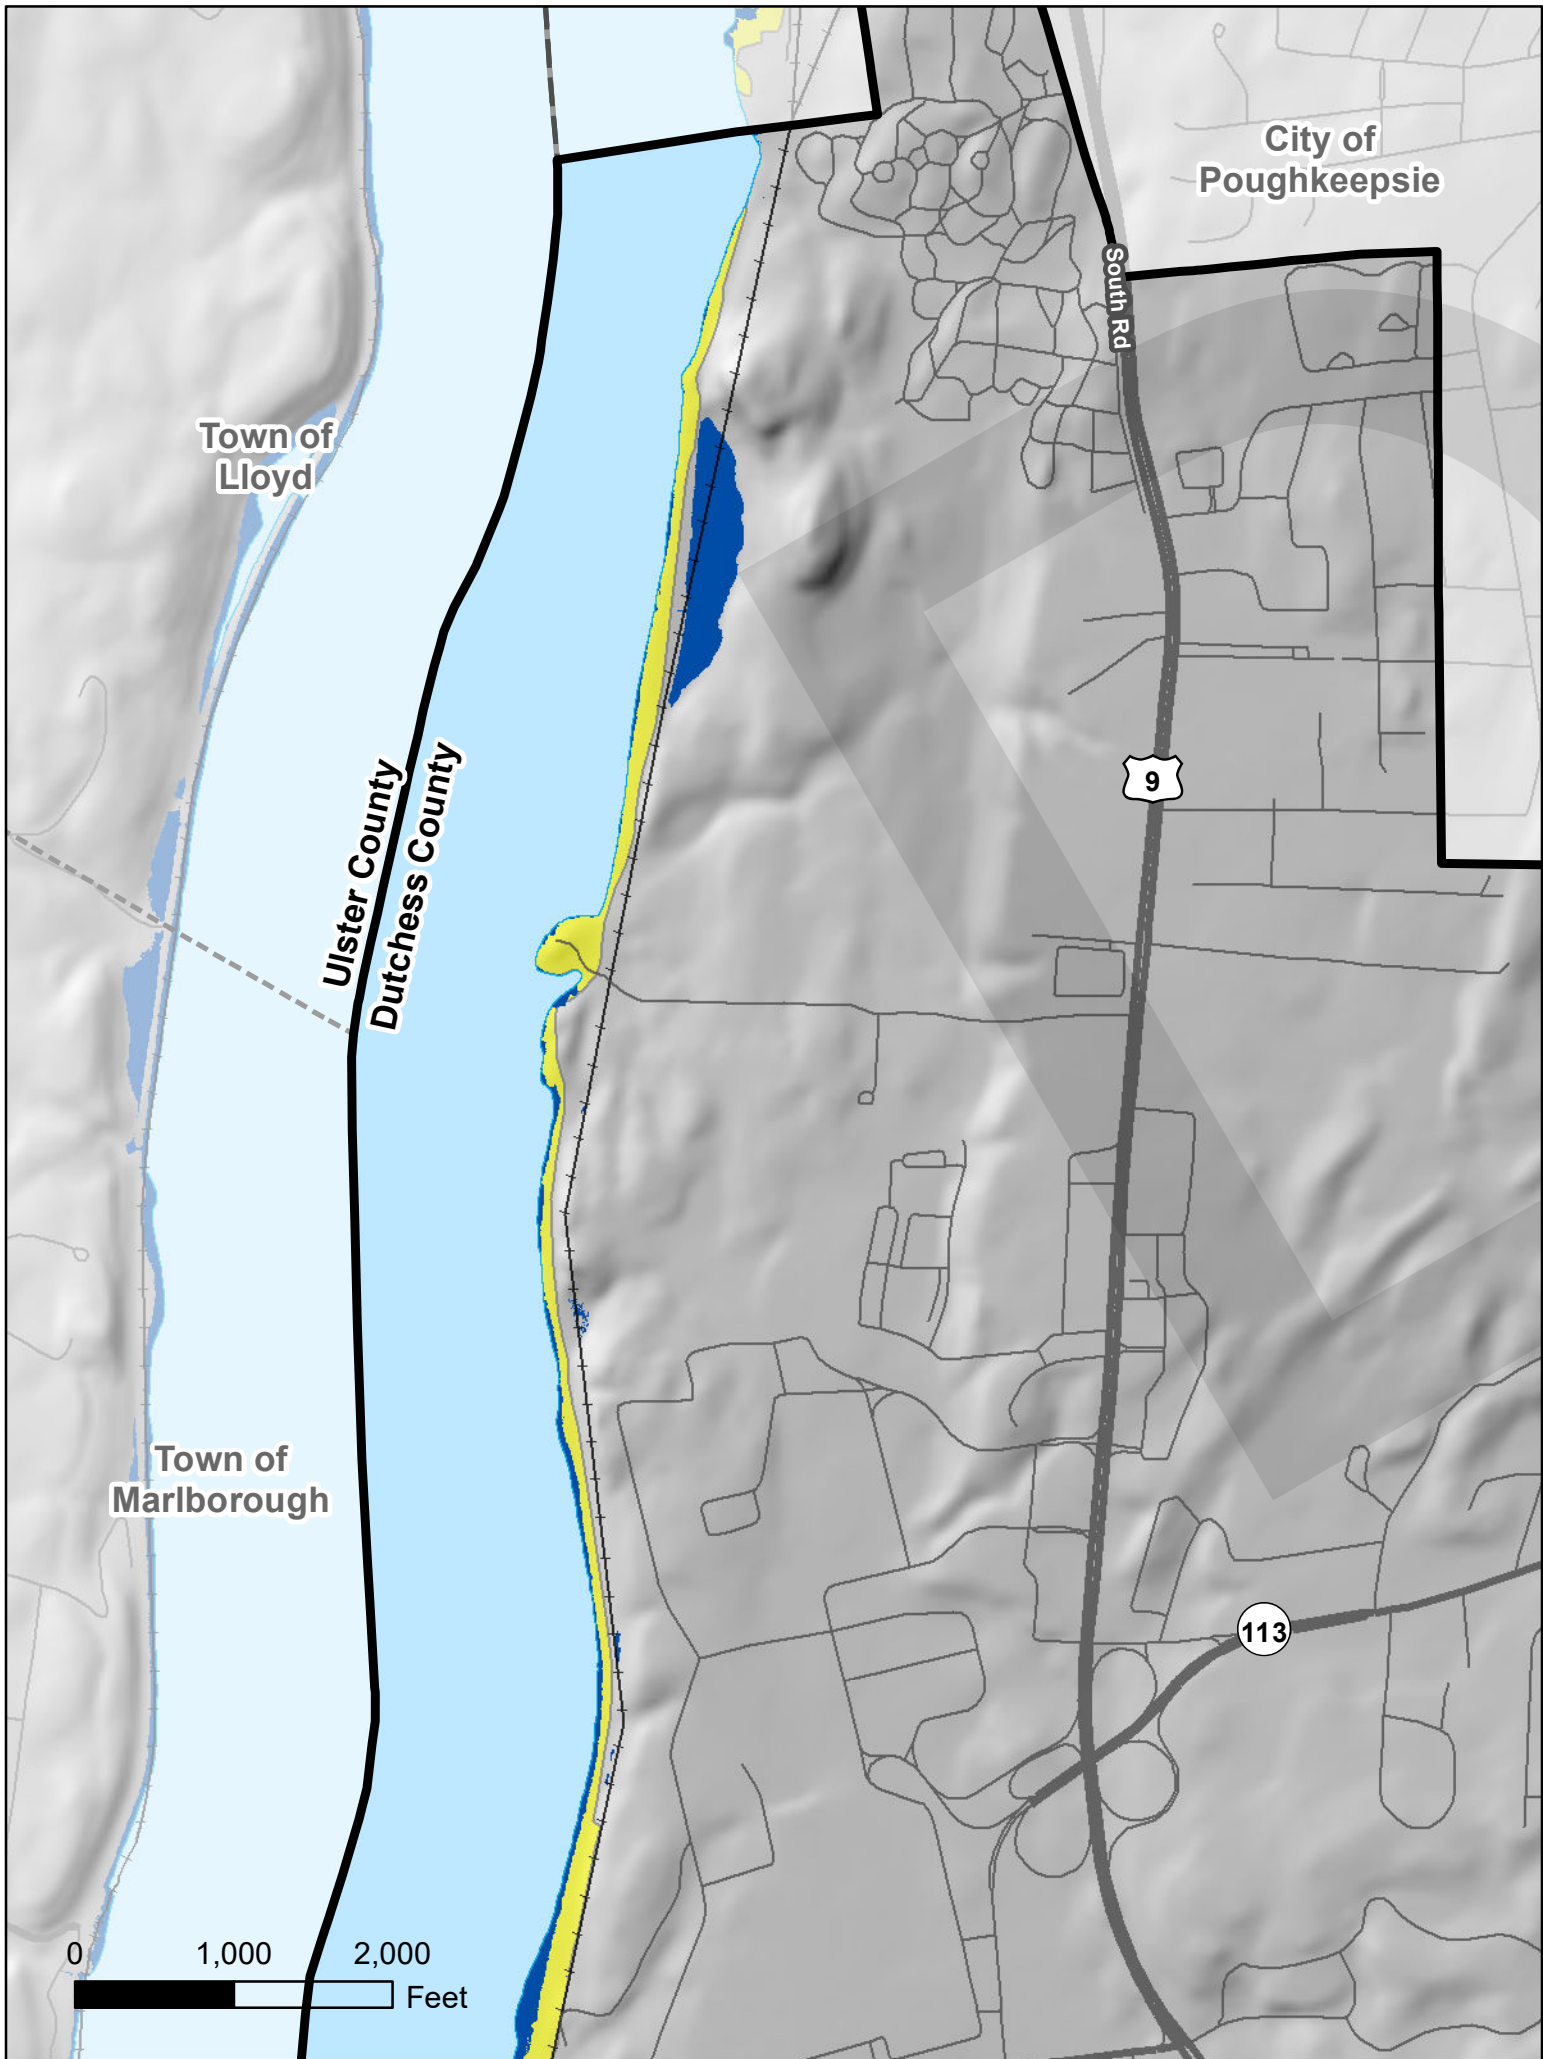 City of
Poughkeepsie
South Rd
Town of
Lloyd
9
Ulster County
Dutchess County
Town of
Marlborough
113
0 1,000 2,000
Feet